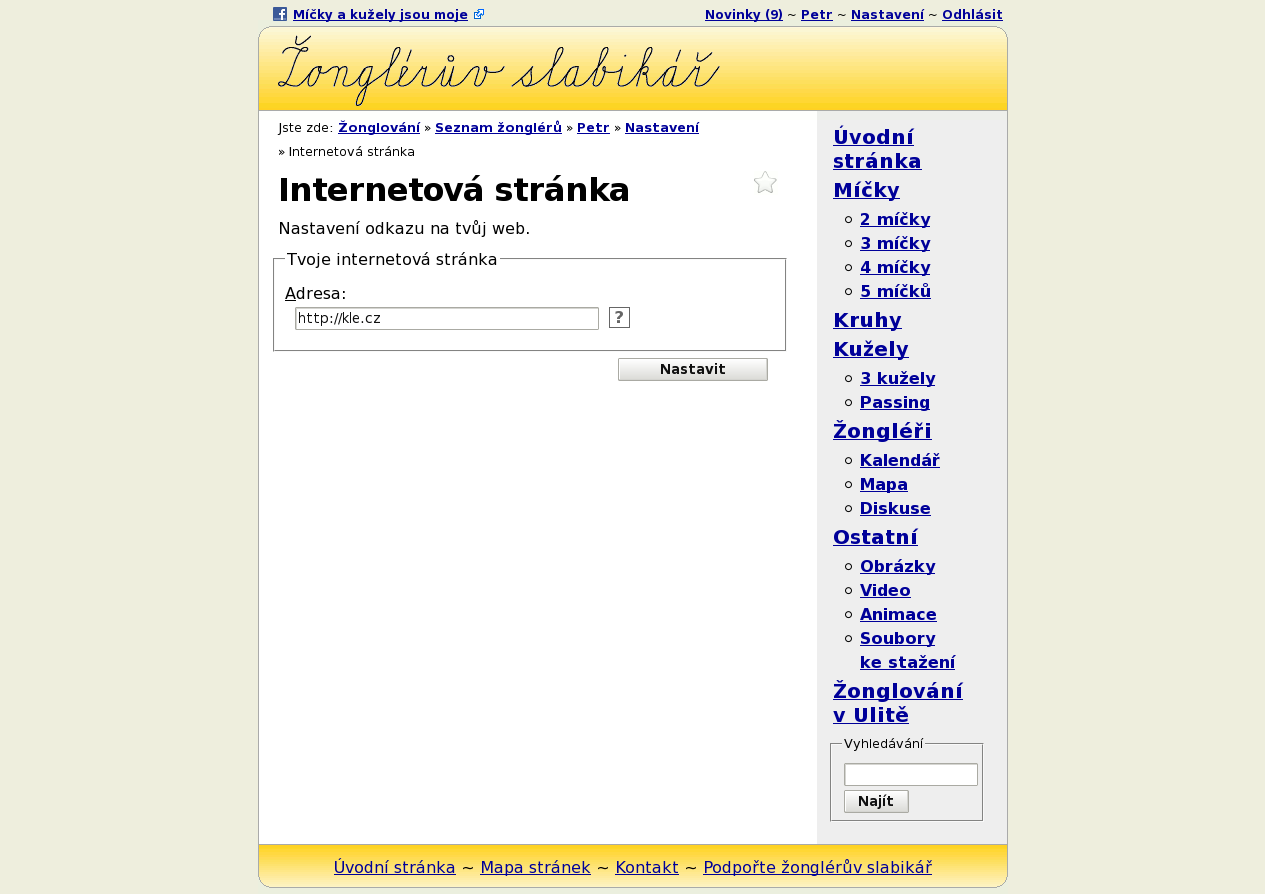 Míčky a kužely jsou moje
Novinky (9) ~ Petr ~ Nastavení ~ Odhlásit
Žonglérův slabikář
Jste zde: Žonglování » Seznam žonglérů » Petr » Nastavení
» Internetová stránka
Internetová stránka
Nastavení odkazu na tvůj web.
Tvoje internetová stránka
Adresa:
http://kle.cz
?
Nastavit
Úvodní
stránka
Míčky
2 míčky
3 míčky
4 míčky
5 míčků
Kruhy
Kužely
3 kužely
Passing
Žongléři
Kalendář
Mapa
Diskuse
Ostatní
Obrázky
Video
Animace
Soubory
ke stažení
Žonglování
v Ulitě
Vyhledávání
Najít
Úvodní stránka ~ Mapa stránek ~ Kontakt ~ Podpořte žonglérův slabikář